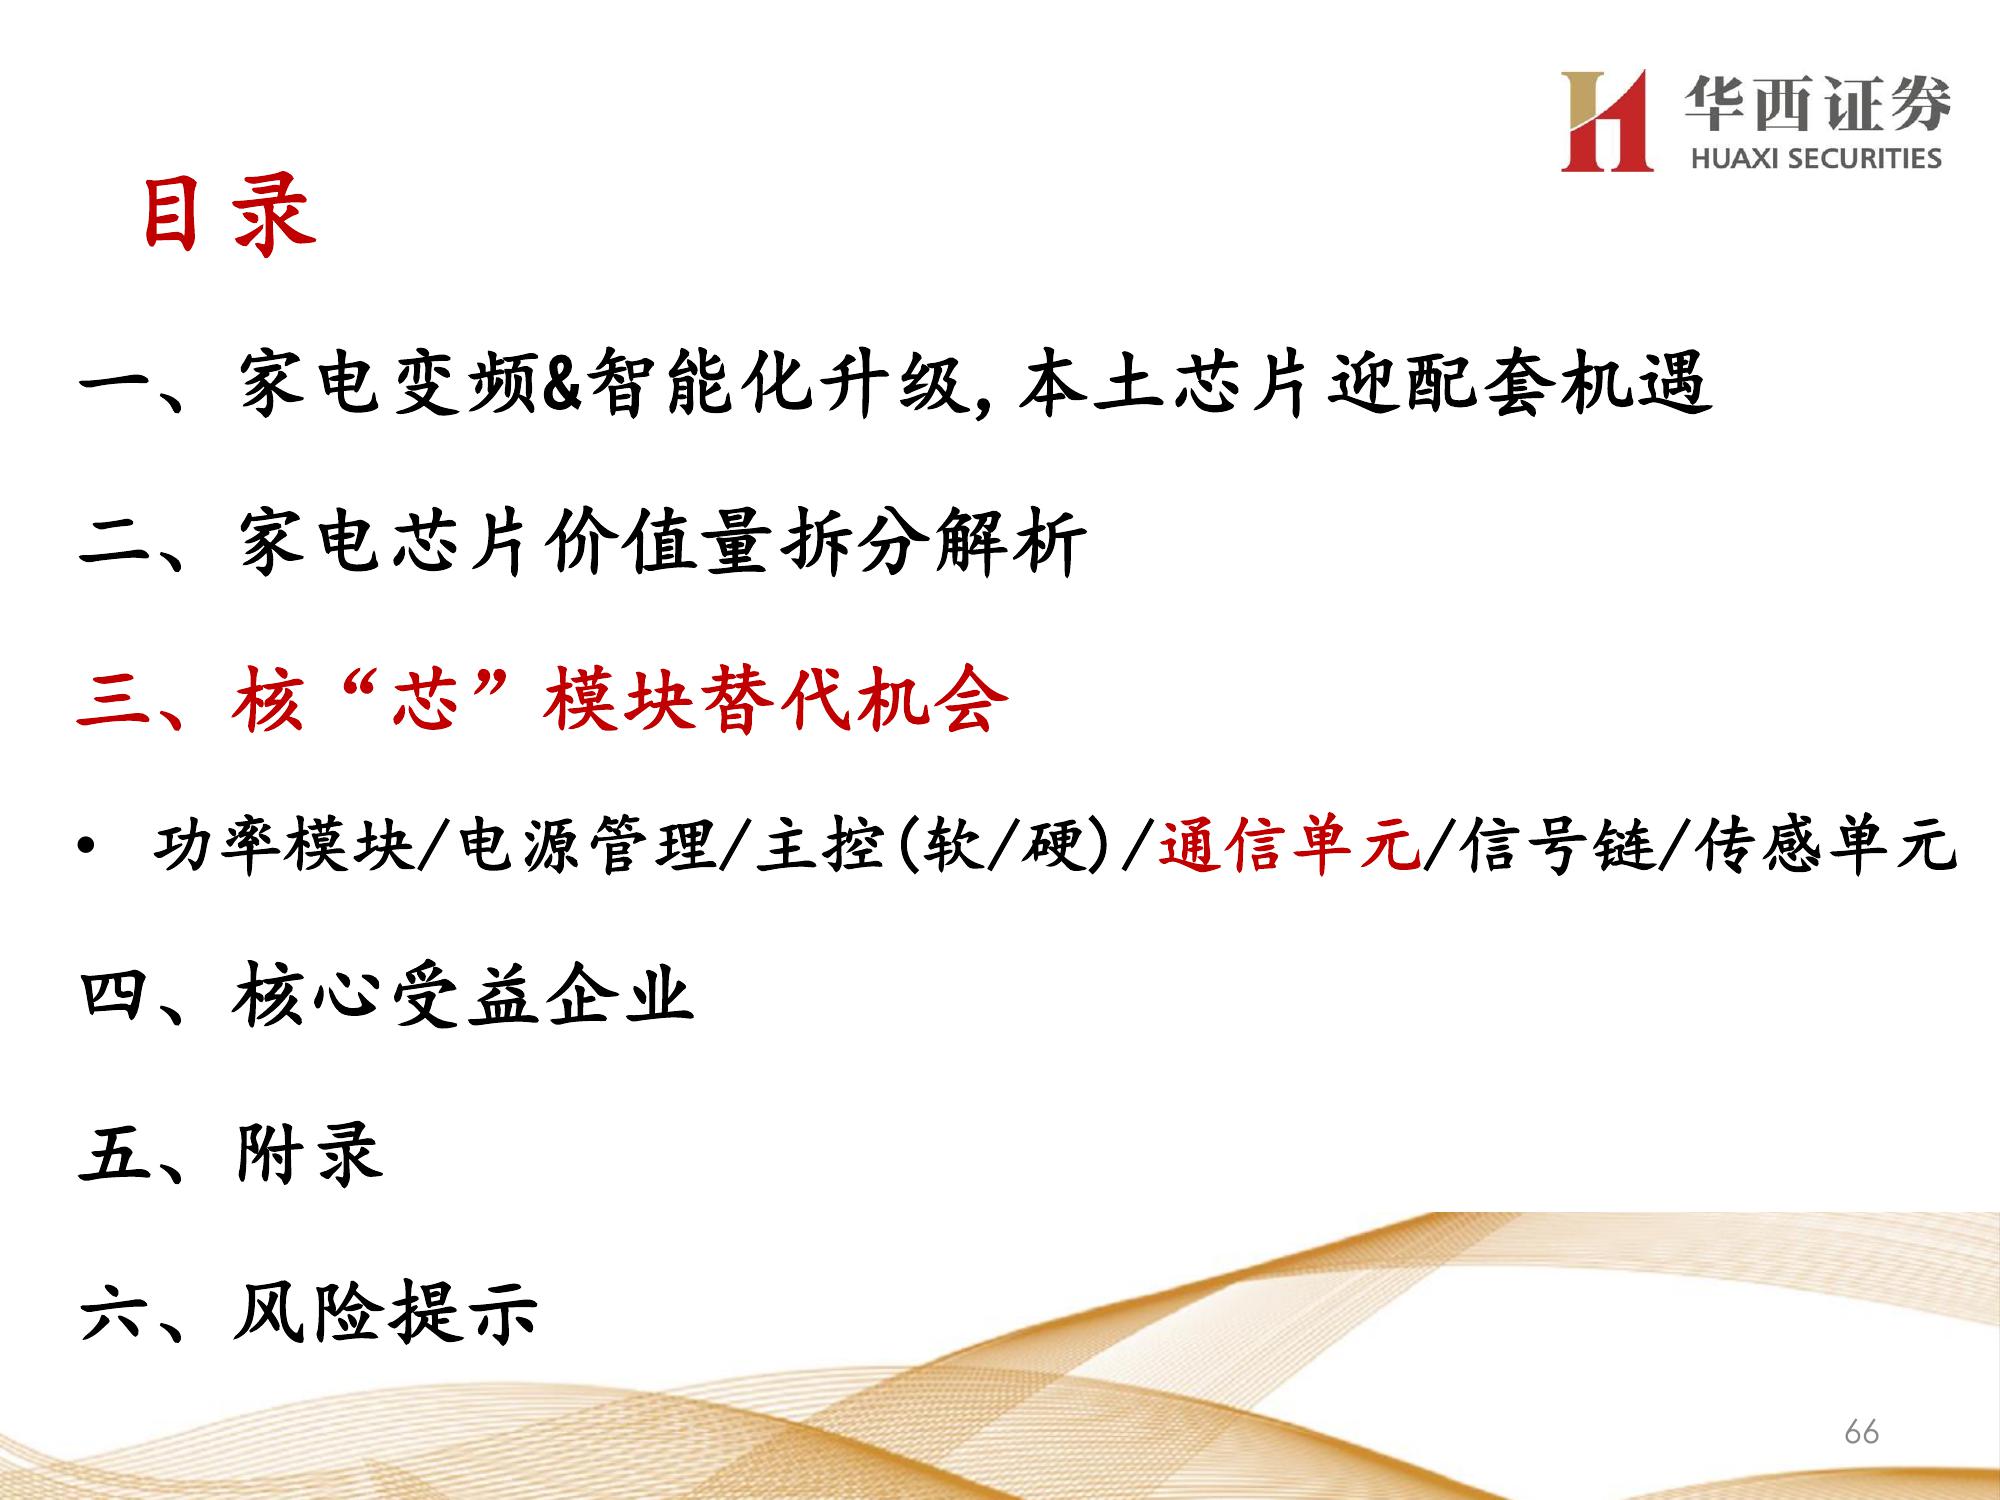 华西证券
HUAXI SECURITIES
目录
一、家电变频&智能化升级,本土芯片迎配套机遇
二、家电芯片价值量拆分解析
三、核“芯”模块替代机会
• 功率模块/电源管理/主控(软/硬)/通信单元/信号链/传感单元
四、核心受益企业
五、附录
六、风险提示
66